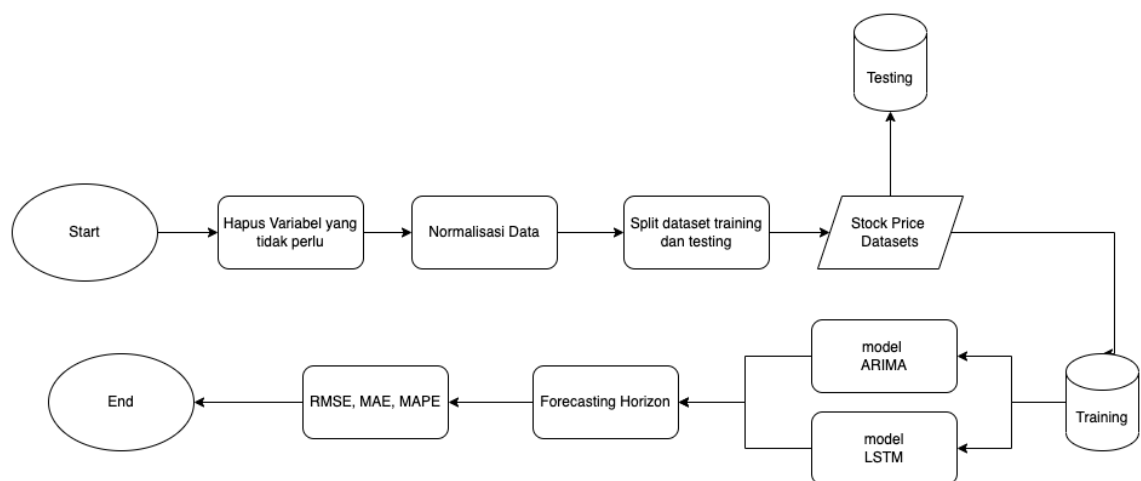 Testing
Start
Hapus Variabel yang
tidak perlu
Normalisasi Data
Split dataset training
dan testing
Stock Price
Datasets
model
ARIMA
End
RMSE, MAE, MAPE
Forecasting Horizon
Training
model
LSTM